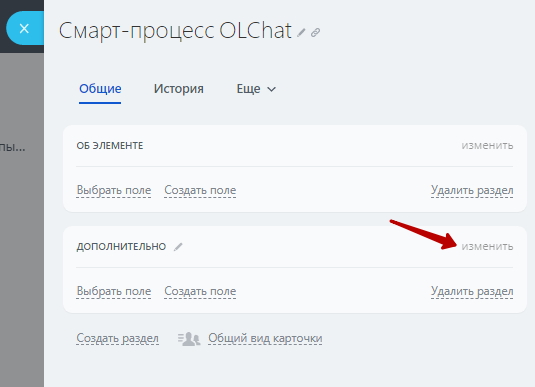 Смарт-процесс OLChat
Общие История Еще
пы...
ОБ ЭЛЕМЕНТЕ изменить
Выбрать поле Создать поле Удалить раздел
ДОПОЛНИТЕЛЬНО изменить
Выбрать поле Создать поле Удалить раздел
Создать раздел Общий вид карточки